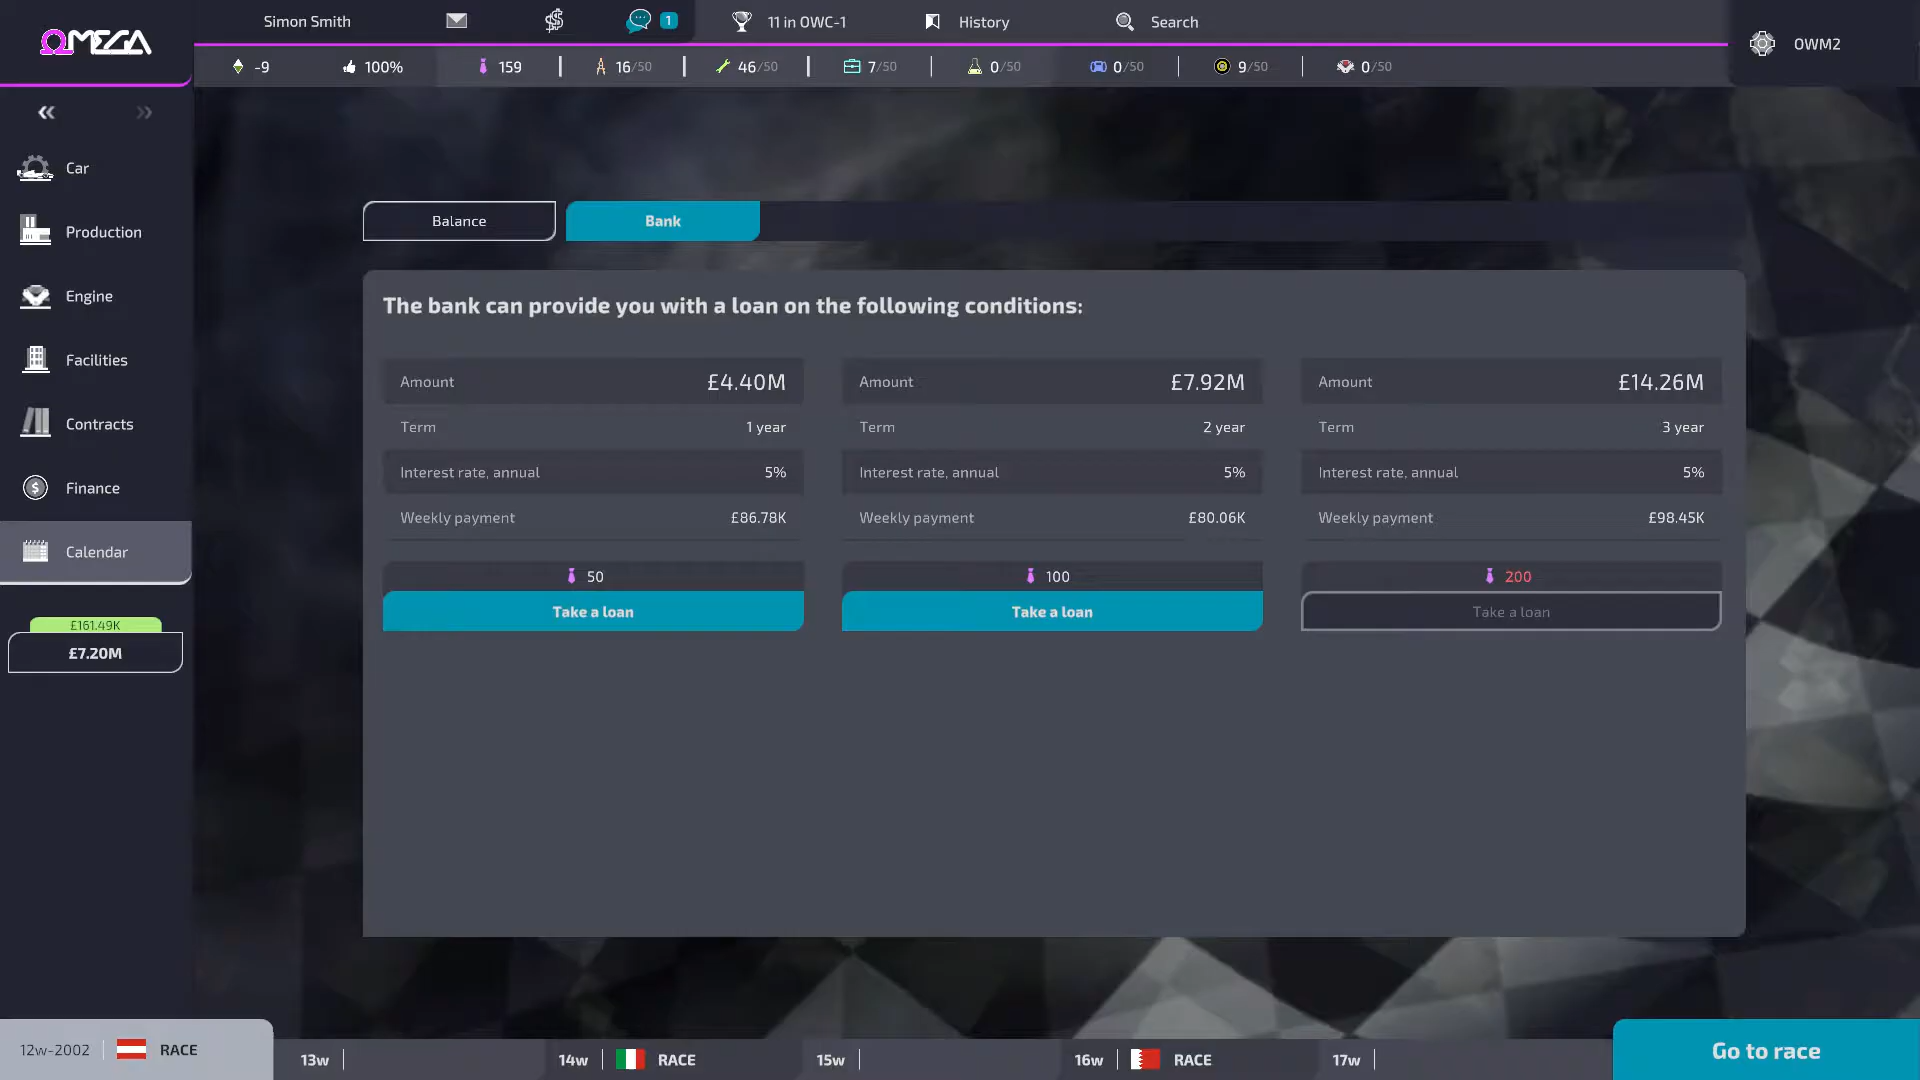 ΩMEGA
Simon Smith
1
11 in OWC-1
History
Search
OWM2
-9
100%
159
16/50
46/50
7/50
0/50
0/50
9/50
0/50
Car
Production
Engine
Facilities
Contracts
Finance
Calendar
£161.49K
£7.20M
Balance
Bank
The bank can provide you with a loan on the following conditions:
Amount £4.40M
Term 1 year
Interest rate, annual 5%
Weekly payment £86.78K
50
Take a loan
Amount £7.92M
Term 2 year
Interest rate, annual 5%
Weekly payment £80.06K
100
Take a loan
Amount £14.26M
Term 3 year
Interest rate, annual 5%
Weekly payment £98.45K
200
Take a loan
12w-2002 RACE
13w
14w RACE
15w
16w RACE
17w
Go to race